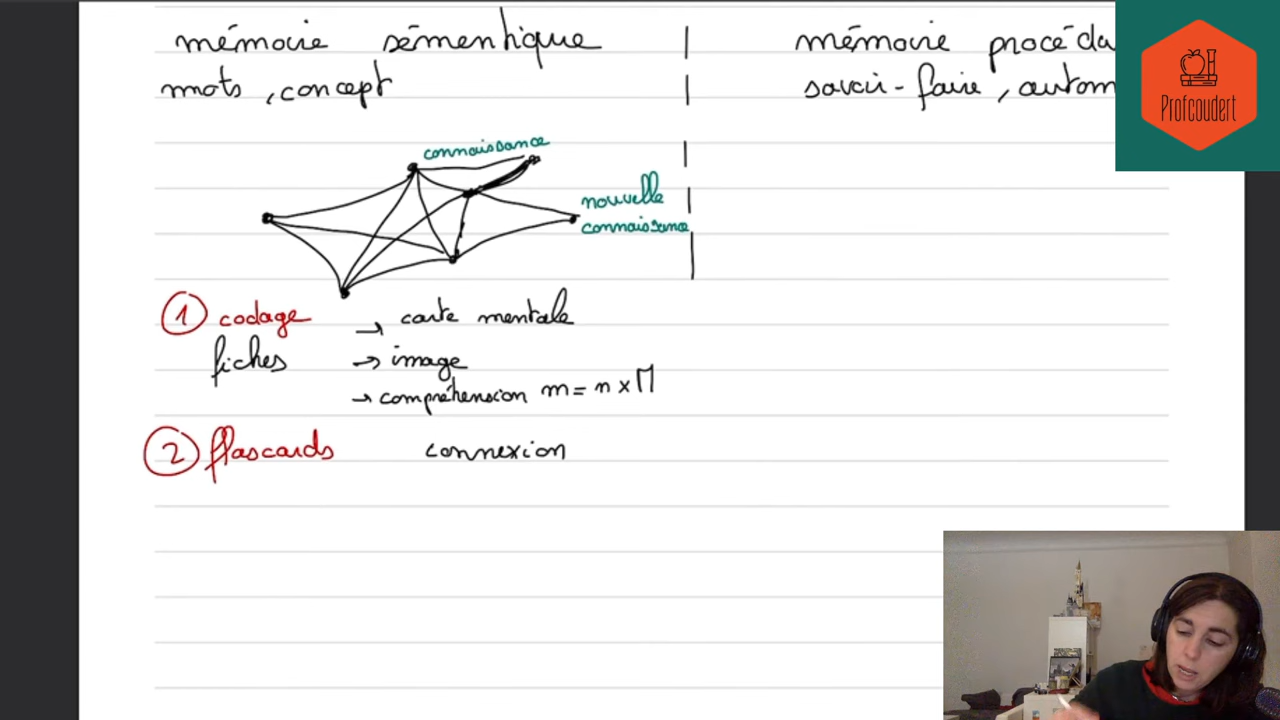 mémoire sémentique
mots, concept
mémoire procédu
savoir-faire, autom
Profcoudert
connaissance
nouvelle
connaissance
1 codage
fiches
→ carte mentale
→ image
→ compréhension m = n x M
2 flascards connexion